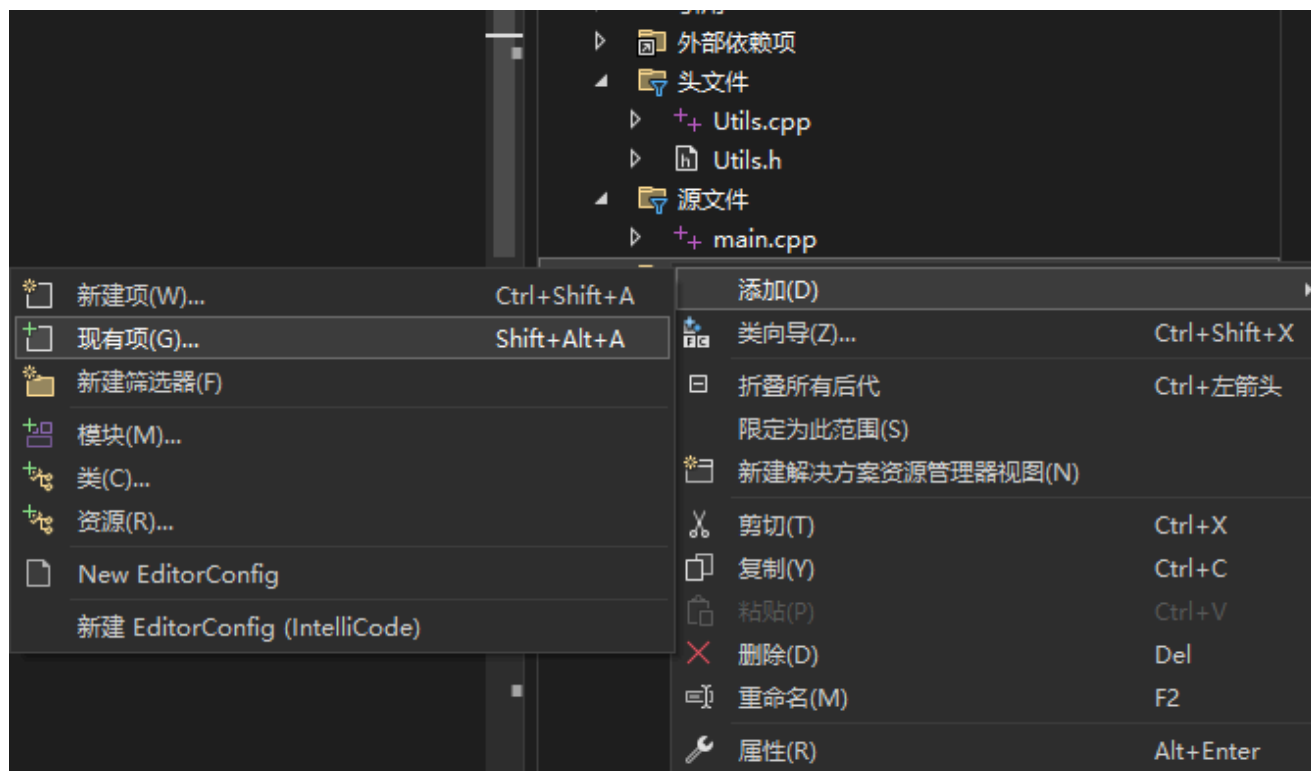 外部依赖项
头文件
Utils.cpp
Utils.h
源文件
main.cpp
新建项(W)... Ctrl+Shift+A
现有项(G)... Shift+Alt+A
新建筛选器(F)
模块(M)...
类(C)...
资源(R)...
New EditorConfig
新建 EditorConfig (IntelliCode)
添加(D)
类向导(Z)... Ctrl+Shift+X
折叠所有后代 Ctrl+左箭头
限定为此范围(S)
新建解决方案资源管理器视图(N)
剪切(T) Ctrl+X
复制(Y) Ctrl+C
粘贴(P) Ctrl+V
删除(D) Del
重命名(M) F2
属性(R) Alt+Enter